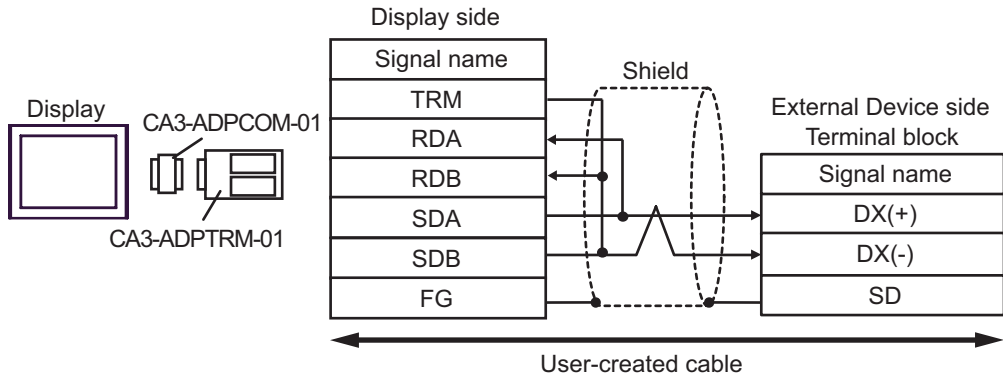 Display side
Signal name
TRM
RDA
RDB
SDA
SDB
FG
Display
CA3-ADPCOM-01
CA3-ADPTRM-01
Shield
External Device side
Terminal block
Signal name
DX(+)
DX(-)
SD
User-created cable